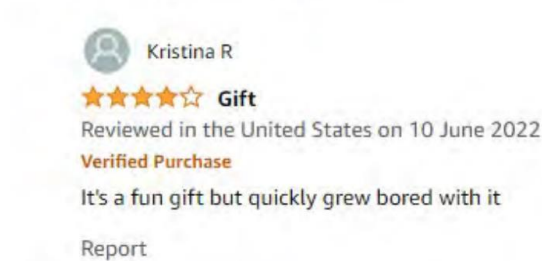 Kristina R
Gift
Reviewed in the United States on 10 June 2022
Verified Purchase
It's a fun gift but quickly grew bored with it
Report